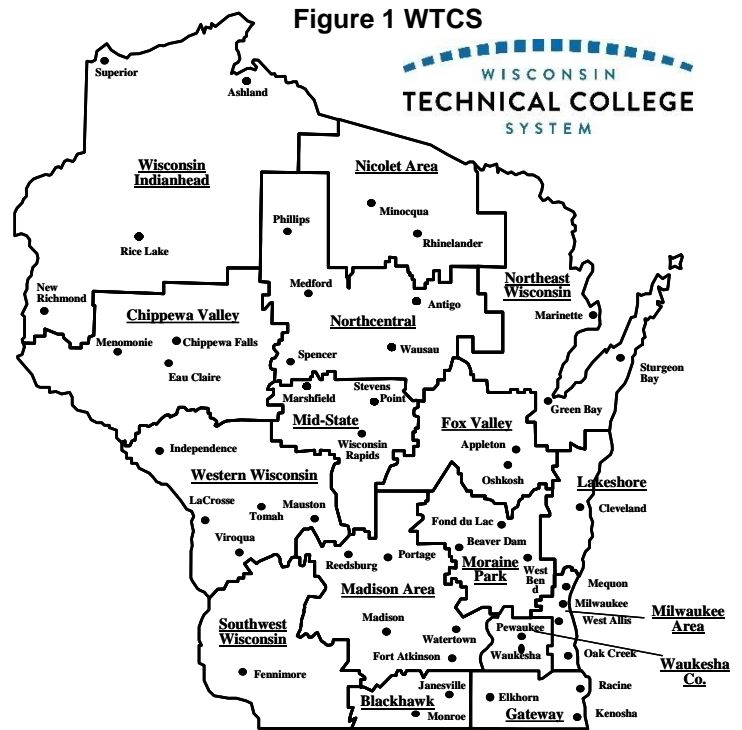 Figure 1 WTCS
WISCONSIN
TECHNICAL COLLEGE
SYSTEM
Superior
Ashland
Wisconsin
Indianhead
Nicolet Area
Minocqua
Phillips
Rhinelander
Rice Lake
New
Richmond
Medford
Antigo
Northeast
Wisconsin
Chippewa Valley
Northcentral
Marinette
Menomonie
Chippewa Falls
Wausau
Spencer
Eau Claire
Sturgeon
Bay
Marshfield
Stevens
Point
Green Bay
Mid-State
Fox Valley
Wisconsin
Rapids
Appleton
Independence
Oshkosh
Western Wisconsin
Lakeshore
LaCrosse
Tomah
Mauston
Cleveland
Viroqua
Fond du Lac
Beaver Dam
Reedsburg
Portage
Moraine
Park
West
Ben
d
Madison Area
Mequon
Milwaukee
Milwaukee
Area
West Allis
Southwest
Wisconsin
Madison
Watertown
Pewaukee
Waukesha
Fort Atkinson
Oak Creek
Waukesha
Co.
Fennimore
Janesville
Blackhawk
Monroe
Elkhorn
Gateway
Racine
Kenosha